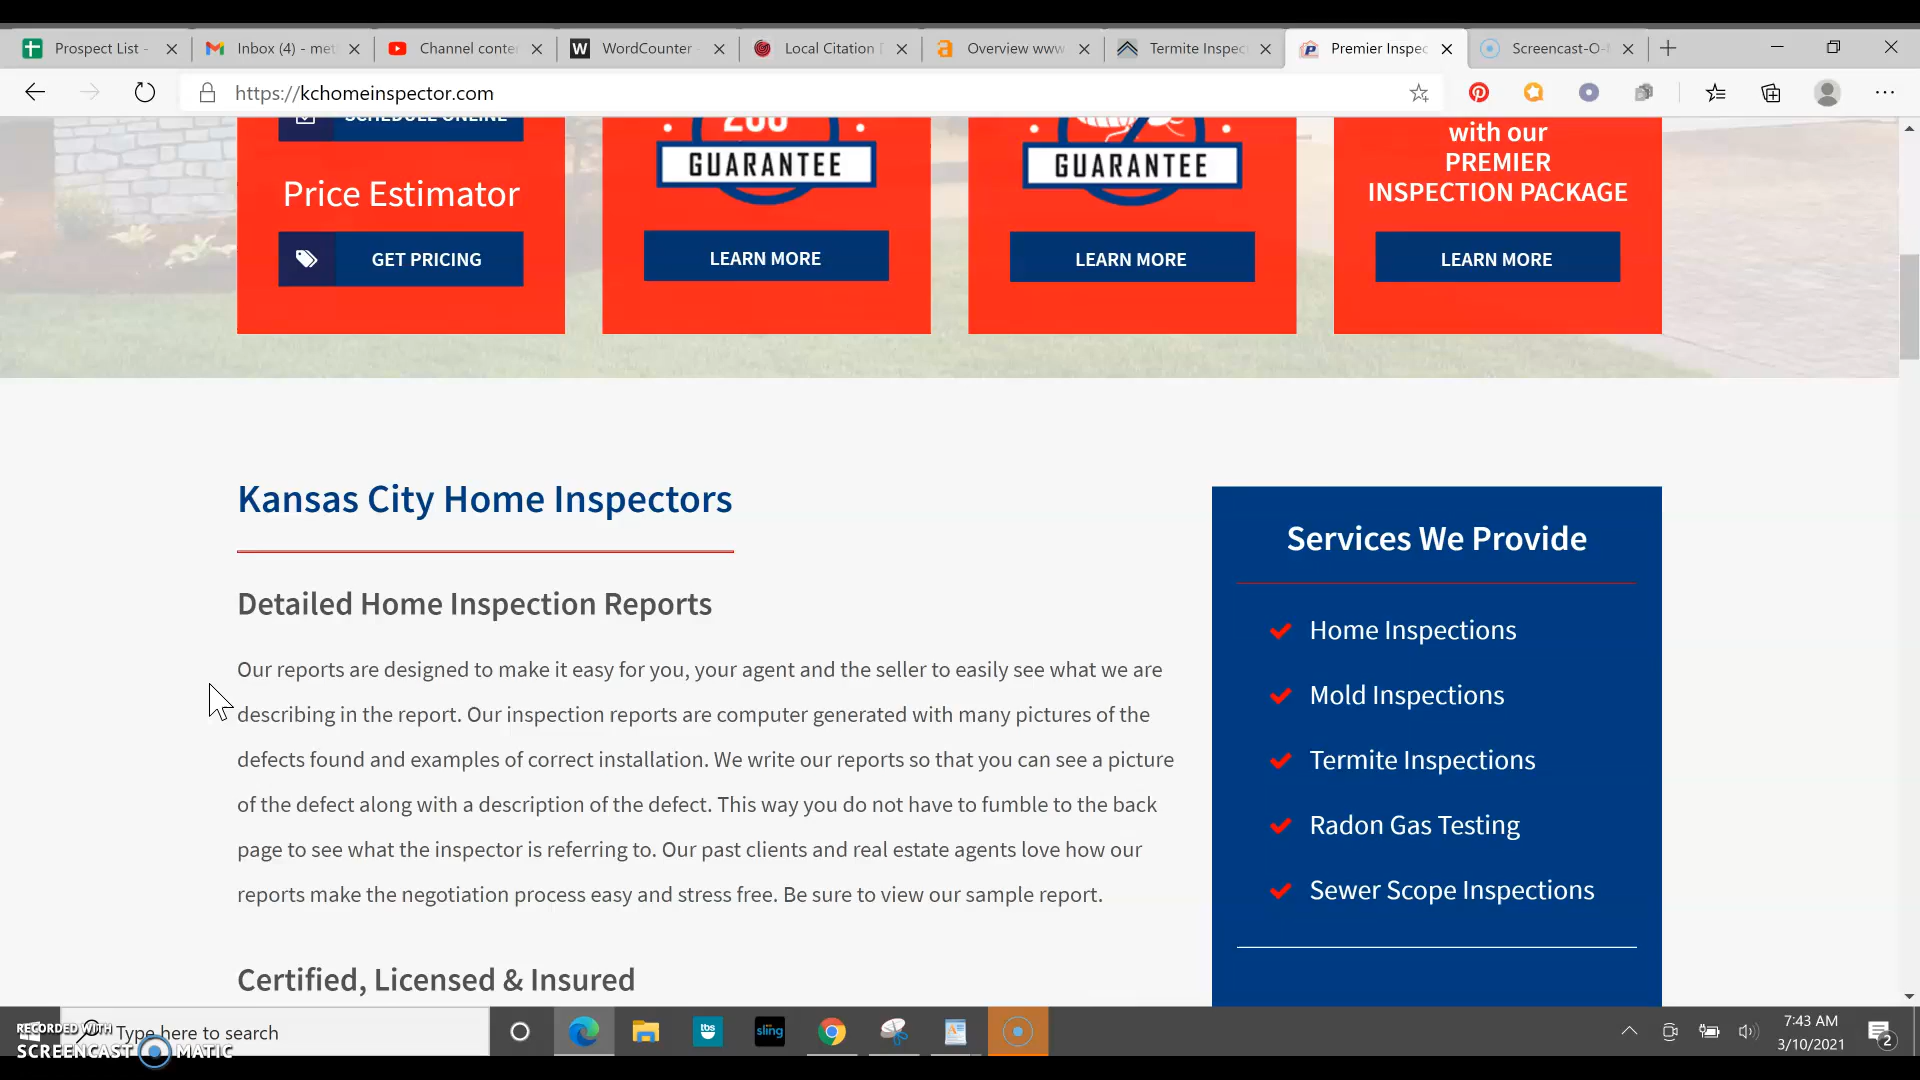 Prospect List -
Inbox (4) - met
Channel conte
WordCounter -
Local Citation
Overview www
Termite Inspec
Premier Inspec
Screencast-O-
https://kchomeinspector.com
SCHEDULE ONLINE
Price Estimator
GET PRICING
GUARANTEE
LEARN MORE
GUARANTEE
LEARN MORE
with our
PREMIER
INSPECTION PACKAGE
LEARN MORE
Kansas City Home Inspectors
Detailed Home Inspection Reports
Our reports are designed to make it easy for you, your agent and the seller to easily see what we are
describing in the report. Our inspection reports are computer generated with many pictures of the
defects found and examples of correct installation. We write our reports so that you can see a picture
of the defect along with a description of the defect. This way you do not have to fumble to the back
page to see what the inspector is referring to. Our past clients and real estate agents love how our
reports make the negotiation process easy and stress free. Be sure to view our sample report.
Certified, Licensed & Insured
Services We Provide
Home Inspections
Mold Inspections
Termite Inspections
Radon Gas Testing
Sewer Scope Inspections
Type here to search
RECORDED WITH
SCREENCAST MATIC
tbs
sling
7:43 AM
3/10/2021
2